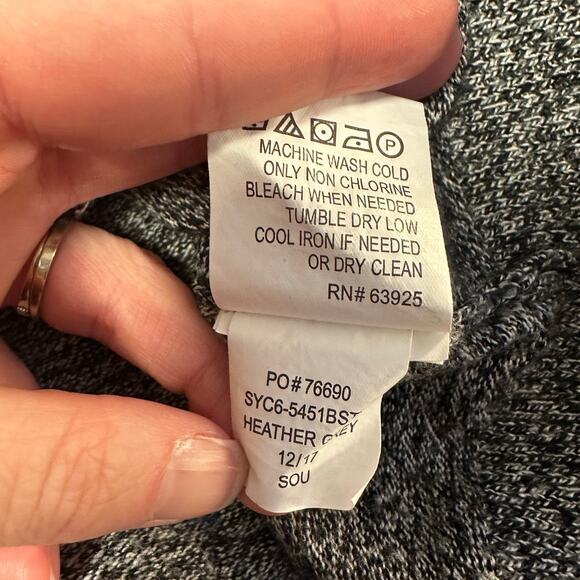 P
MACHINE WASH COLD
ONLY NON CHLORINE
BLEACH WHEN NEEDED
TUMBLE DRY LOW
COOL IRON IF NEEDED
OR DRY CLEAN
RN# 63925
PO# 76690
SYC6-5451BST
HEATHER GREY
12/17
SOU